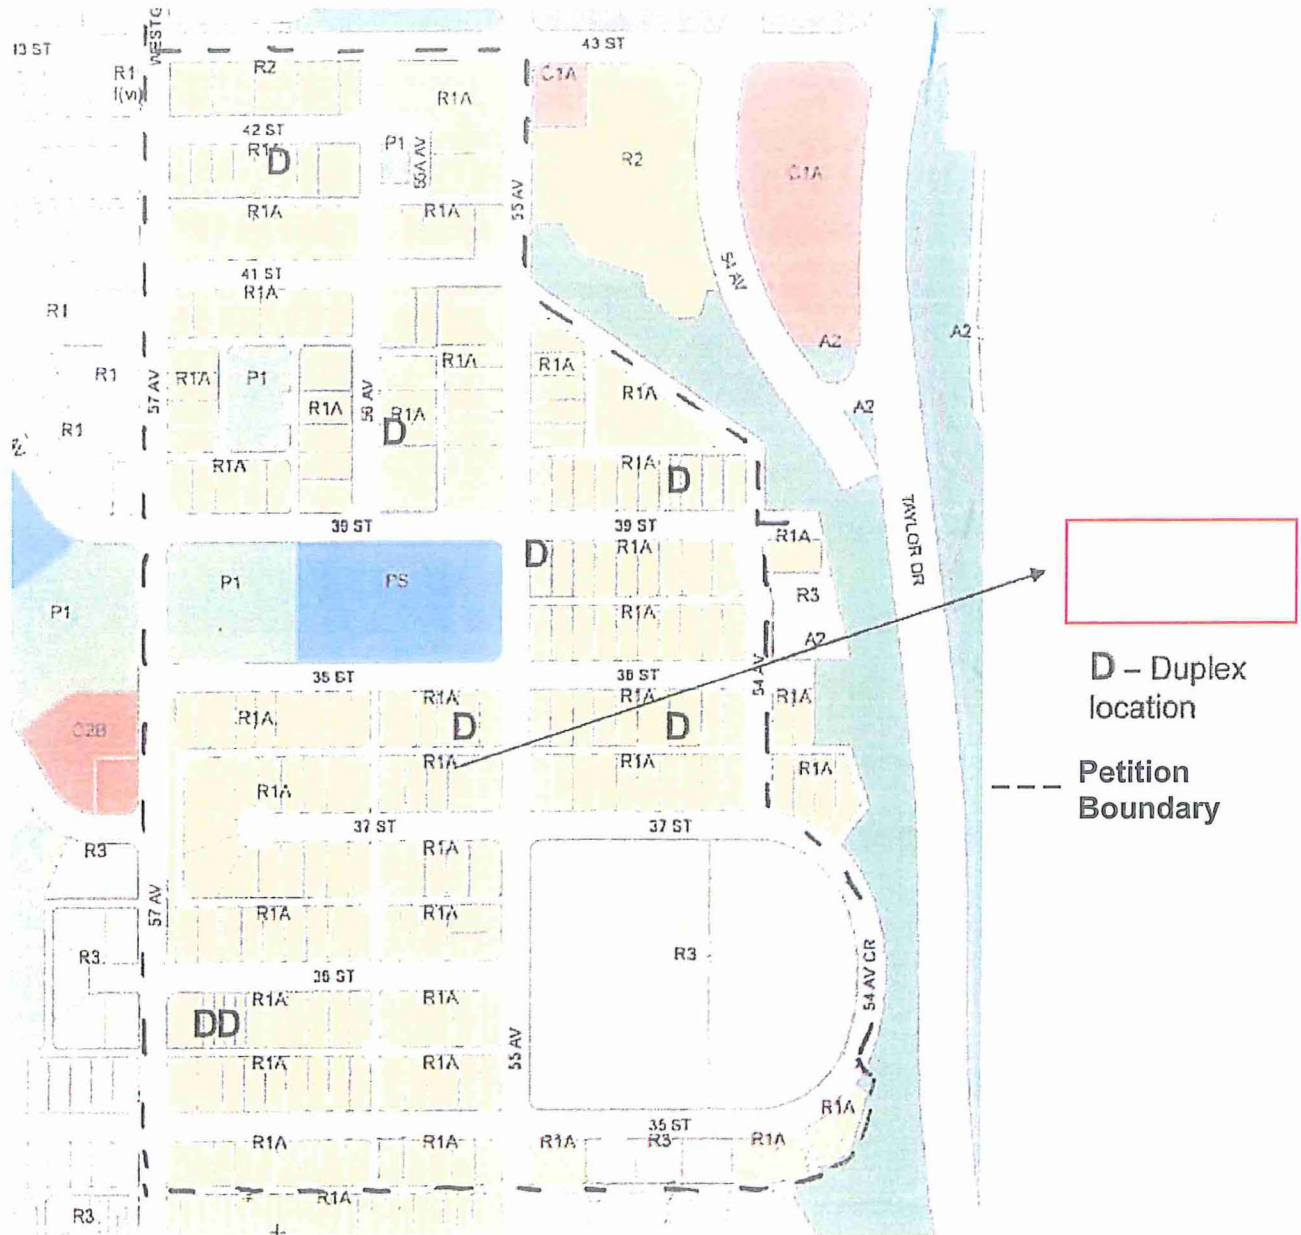 43 ST
13 ST
R1
f(vi)
R2
C1A
R1A
42 ST
R1A
D
P1
55A AV
R2
C1A
R1A
R1A
55 AV
54 AV
41 ST
R1A
R1
A2
A2
R1
57 AV
R1A
P1
R1A
56 AV
R1A
D
R1A
R1A
R1A
A2
R1
R1A
R1A
D
39 ST
39 ST
TAYLOR DR
P1
PS
D
R1A
R1A
R3
P1
R1A
A2
54 AV
38 ST
R1A
R1A
D
R1A
D
R1A
C2B
R1A
R1A
R1A
R1A
37 ST
37 ST
R3
R1A
57 AV
R1A
R1A
R3
R3
36 ST
54 AV CR
R1A
R1A
DD
55 AV
R1A
R1A
R1A
35 ST
R1A
R1A
R1A
R3
R1A
R1A
R3
D – Duplex
location
Petition
Boundary